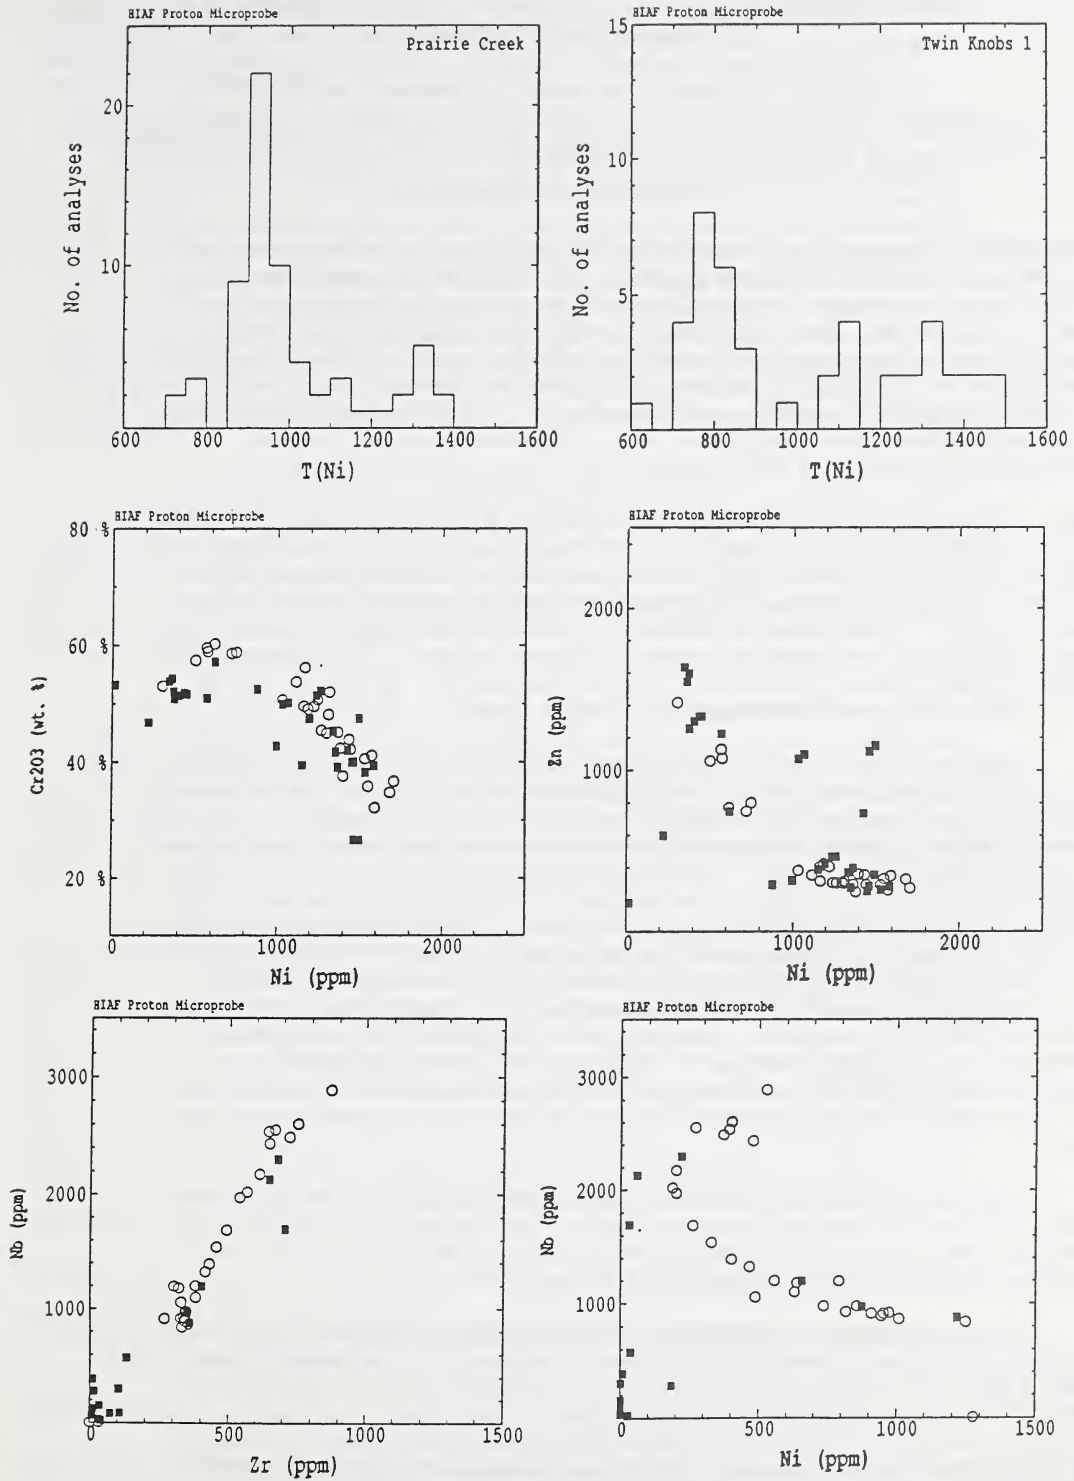 HIAF Proton Microprobe
Prairie Creek
20
10
No. of analyses
600 800 1000 1200 1400 1600
T(Ni)
HIAF Proton Microprobe
Twin Knobs 1
15
10
5
No. of analyses
600 800 1000 1200 1400 1600
T(Ni)
HIAF Proton Microprobe
80 %
60 %
40 %
20 %
Cr2O3 (wt. %)
0 1000 2000
Ni (ppm)
HIAF Proton Microprobe
2000
1000
Zn (ppm)
0 1000 2000
Ni (ppm)
HIAF Proton Microprobe
3000
2000
1000
0
Nb (ppm)
0 500 1000 1500
Zr (ppm)
HIAF Proton Microprobe
3000
2000
1000
0
Nb (ppm)
0 500 1000 1500
Ni (ppm)